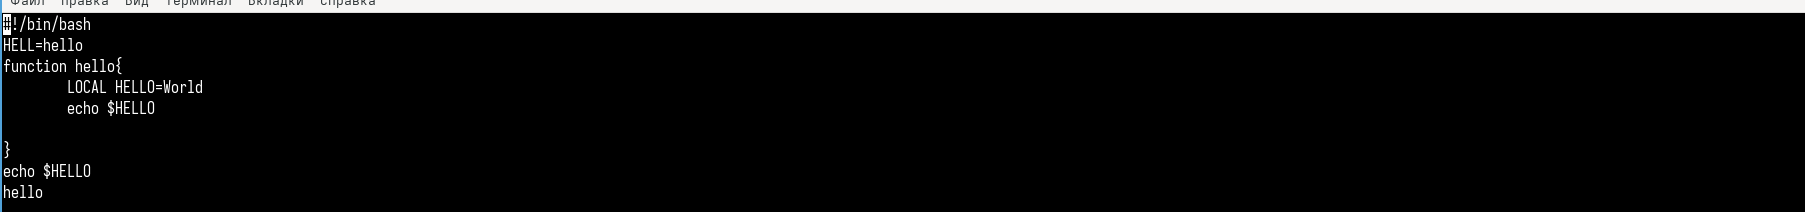 Файл Правка Вид Терминал Вкладки Справка
#!/bin/bash
HELL=hello
function hello{
LOCAL HELLO=World
echo $HELLO
}
echo $HELLO
hello